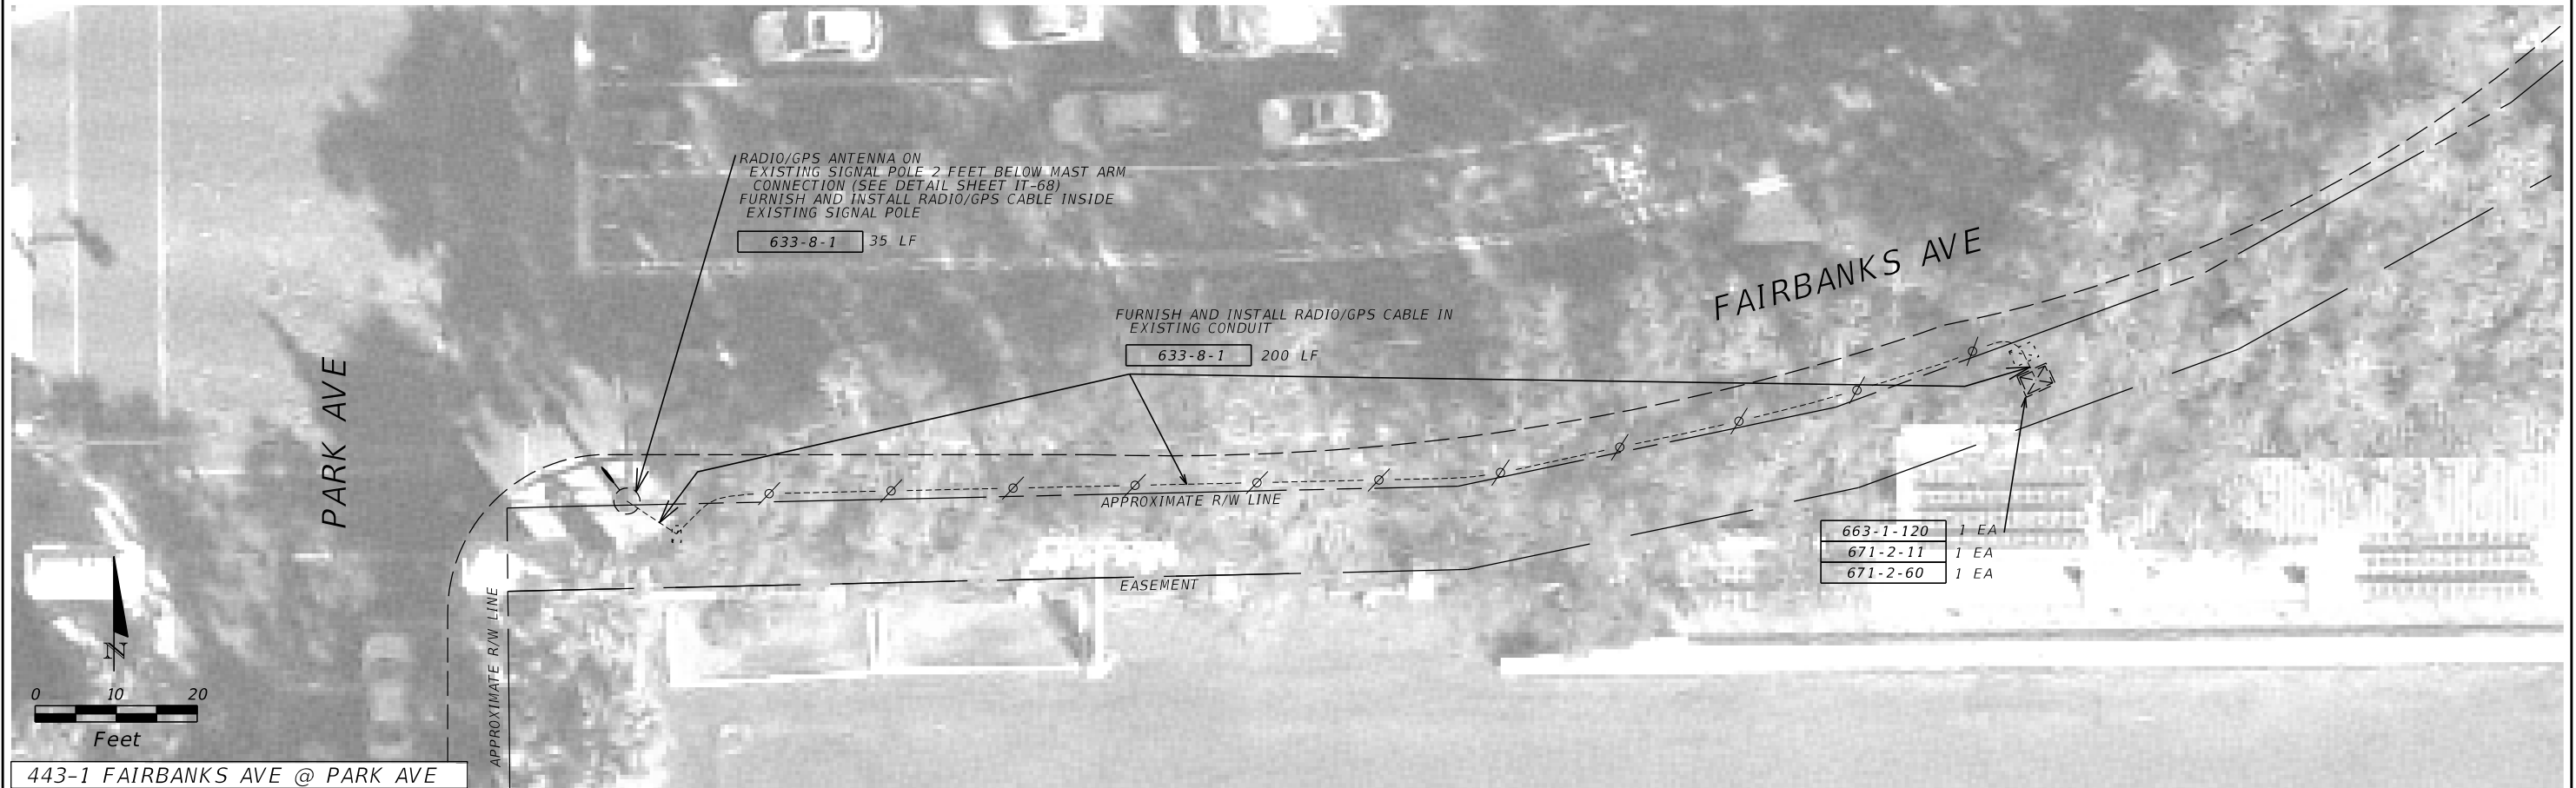 RADIO/GPS ANTENNA ON
EXISTING SIGNAL POLE 2 FEET BELOW MAST ARM
CONNECTION (SEE DETAIL SHEET IT-68)
FURNISH AND INSTALL RADIO/GPS CABLE INSIDE
EXISTING SIGNAL POLE
633-8-1 35 LF
FAIRBANKS AVE
FURNISH AND INSTALL RADIO/GPS CABLE IN
EXISTING CONDUIT
633-8-1 200 LF
PARK AVE
APPROXIMATE R/W LINE
663-1-120 1 EA
671-2-11 1 EA
671-2-60 1 EA
EASEMENT
APPROXIMATE R/W LINE
N
0 10 20
Feet
443-1 FAIRBANKS AVE @ PARK AVE